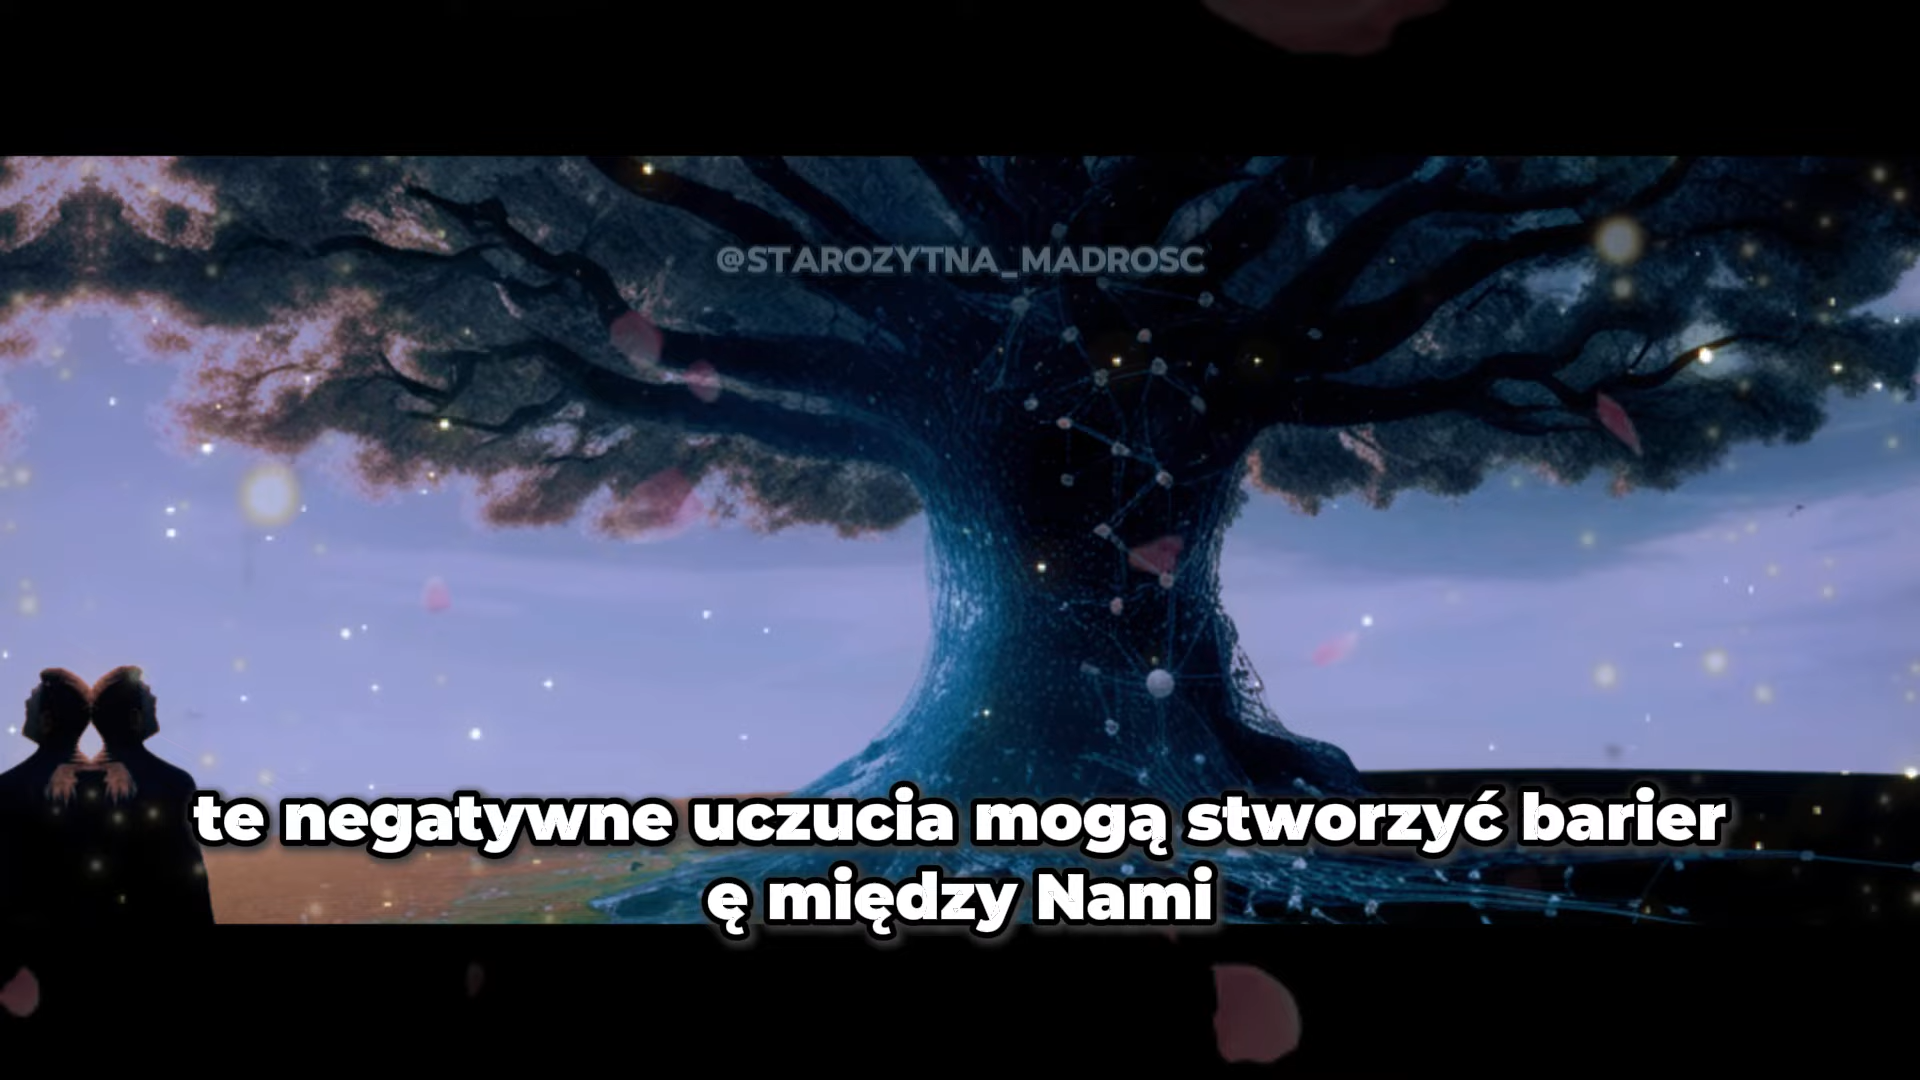 @STAROZYTNA_MADROSC
te negatywne uczucia mogą stworzyć barier
ę między Nami